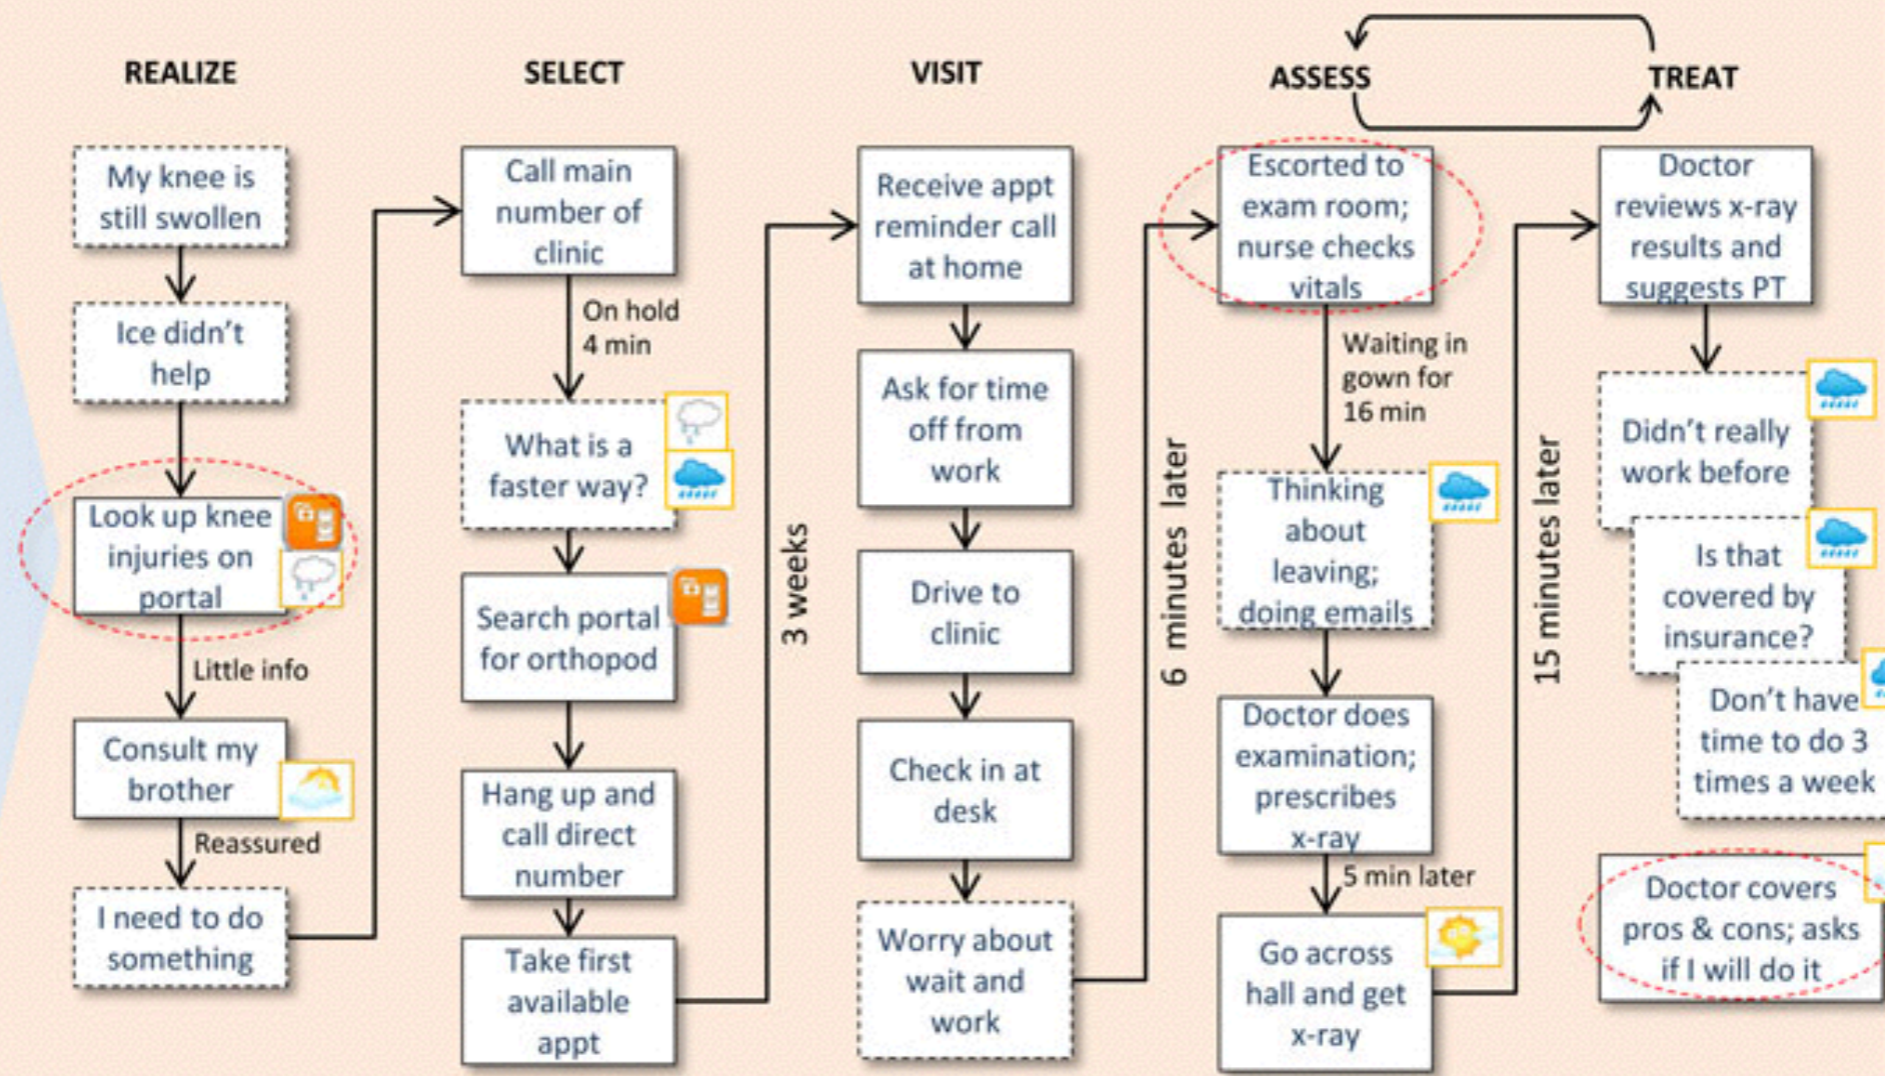 REALIZE
My knee is
still swollen
Ice didn't
help
Look up knee
injuries on
portal
Little info
Consult my
brother
Reassured
I need to do
something
SELECT
Call main
number of
clinic
On hold
4 min
What is a
faster way?
Search portal
for orthopod
Hang up and
call direct
number
Take first
available
appt
3 weeks
VISIT
Receive appt
reminder call
at home
Ask for time
off from
work
Drive to
clinic
Check in at
desk
Worry about
wait and
work
6 minutes later
ASSESS
Escorted to
exam room;
nurse checks
vitals
Waiting in
gown for
16 min
Thinking
about
leaving;
doing emails
Doctor does
examination;
prescribes
x-ray
5 min later
Go across
hall and get
x-ray
15 minutes later
TREAT
Doctor
reviews x-ray
results and
suggests PT
Didn't really
work before
Is that
covered by
insurance?
Don't have
time to do 3
times a week
Doctor covers
pros & cons; asks
if I will do it